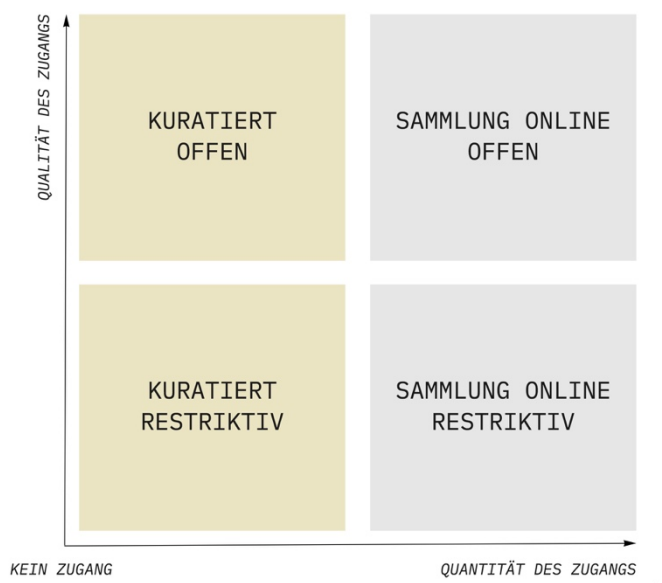 QUALITÄT DES ZUGANGS
KURATIERT
OFFEN
SAMMLUNG ONLINE
OFFEN
KURATIERT
RESTRIKTIV
SAMMLUNG ONLINE
RESTRIKTIV
KEIN ZUGANG
QUANTITÄT DES ZUGANGS